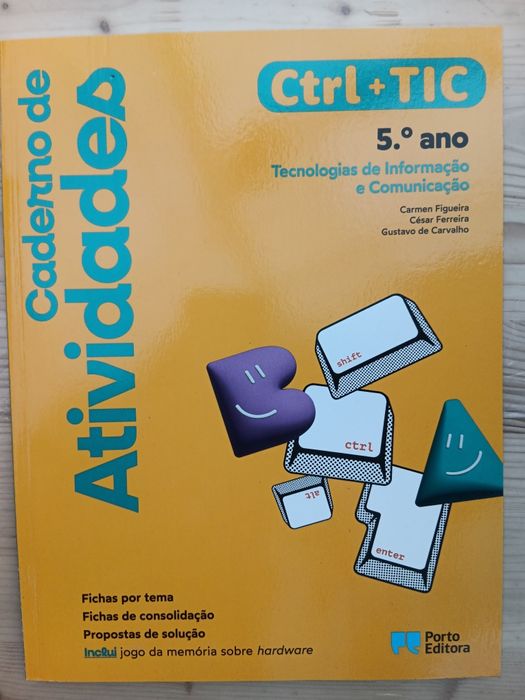 Caderno de
Atividades
Ctrl + TIC
5.º ano
Tecnologias de Informação
e Comunicação
Carmen Figueira
César Ferreira
Gustavo de Carvalho
shift
ctrl
alt
enter
Fichas por tema
Fichas de consolidação
Propostas de solução
Inclui jogo da memória sobre hardware
Porto
Editora